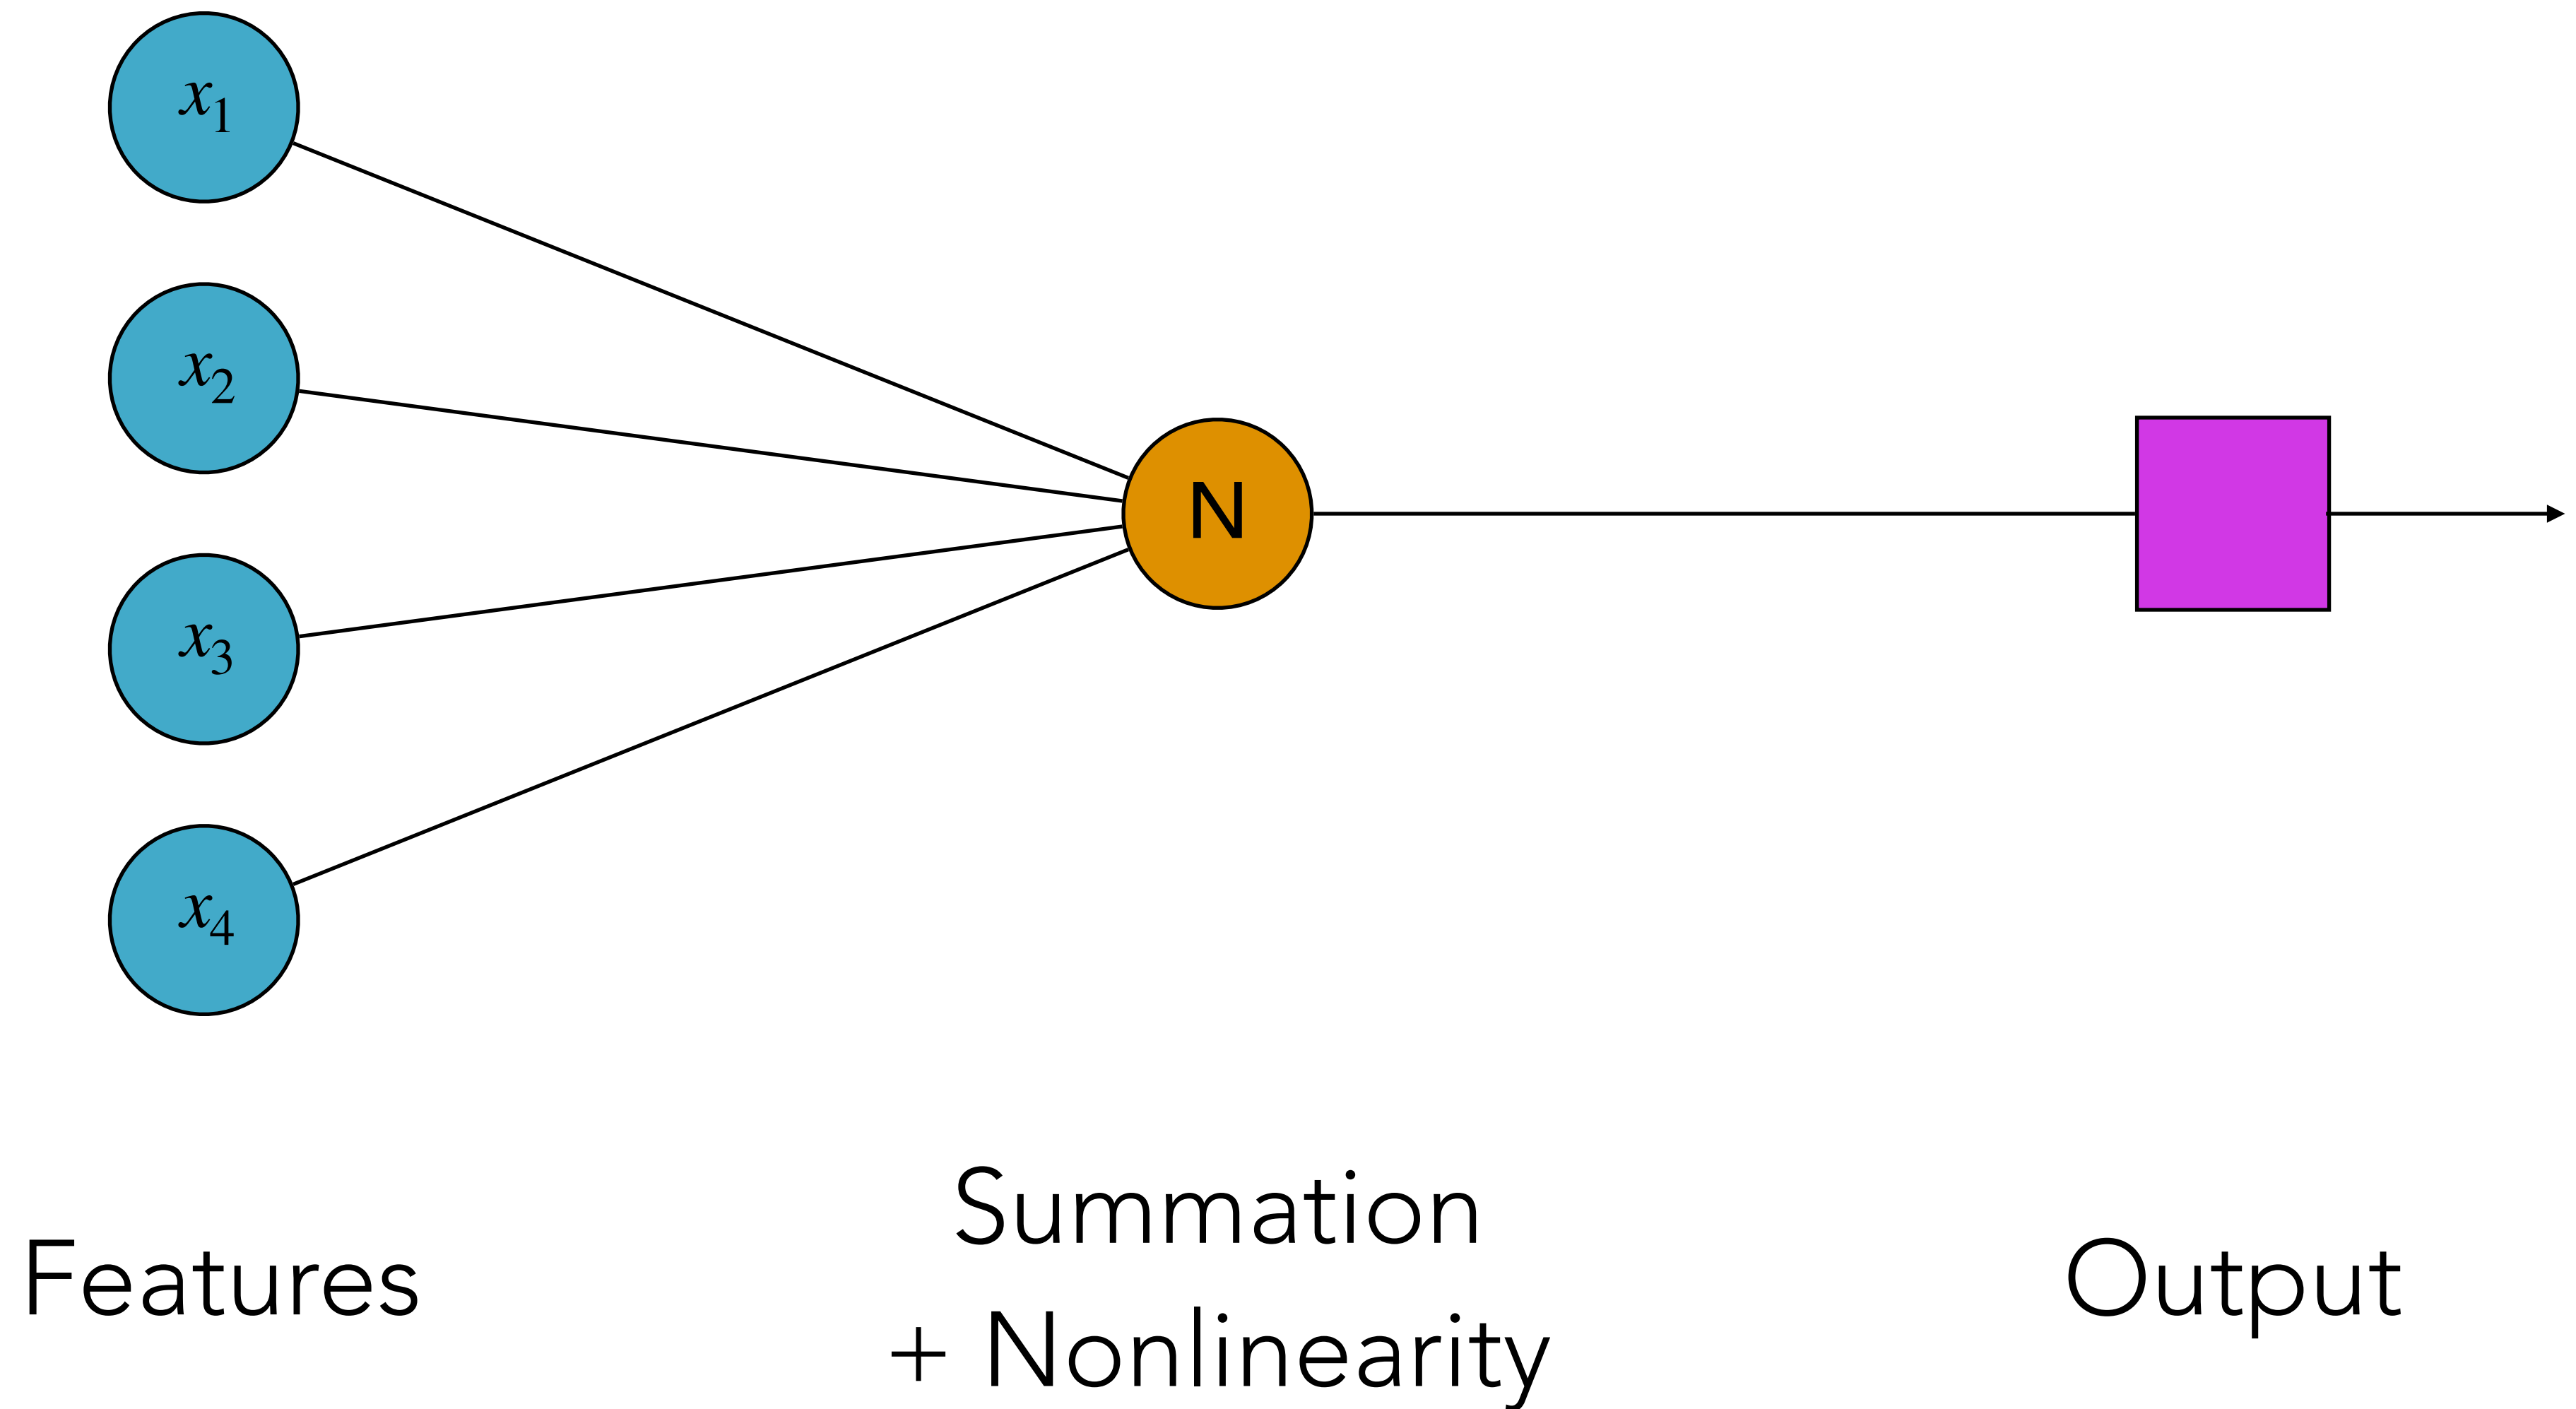 x₁
x₂
N
x₃
x₄
Features
Summation
+ Nonlinearity
Output